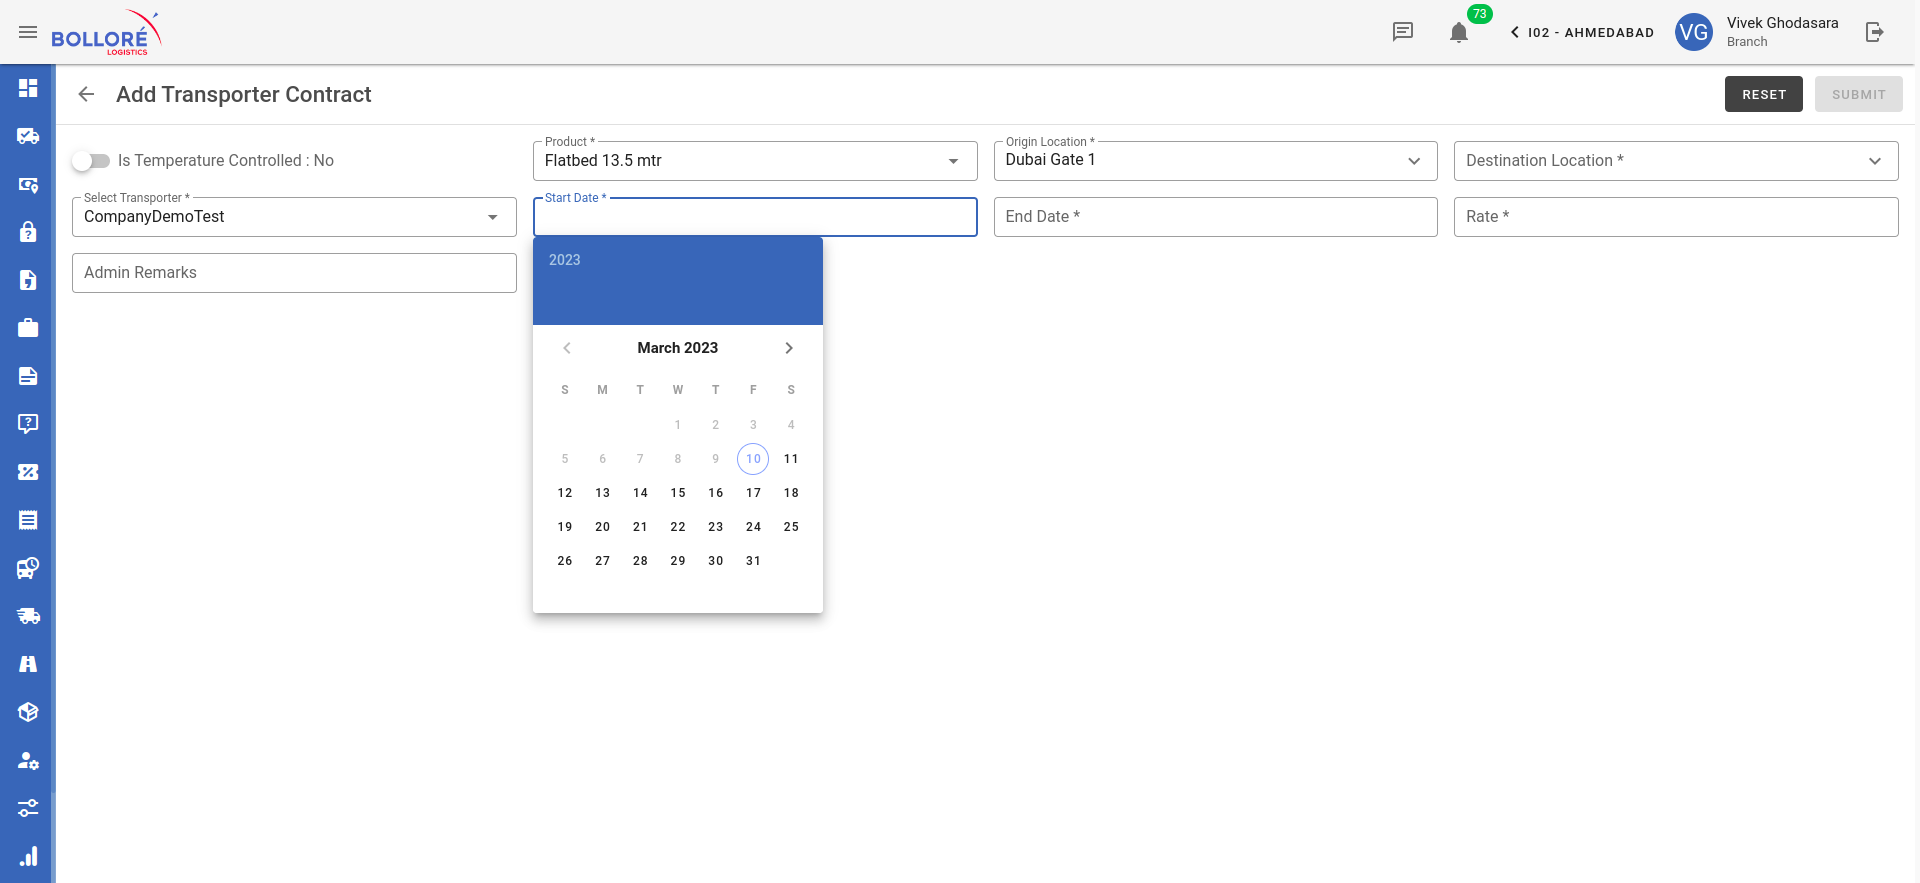 BOLLORÉ
LOGISTICS
73
I02 - AHMEDABAD
VG
Vivek Ghodasara
Branch
Add Transporter Contract
RESET
SUBMIT
Is Temperature Controlled : No
Product *
Flatbed 13.5 mtr
Origin Location *
Dubai Gate 1
Destination Location *
Select Transporter *
CompanyDemoTest
Start Date *
End Date *
Rate *
Admin Remarks
2023
March 2023
S M T W T F S
1 2 3 4
5 6 7 8 9 10 11
12 13 14 15 16 17 18
19 20 21 22 23 24 25
26 27 28 29 30 31